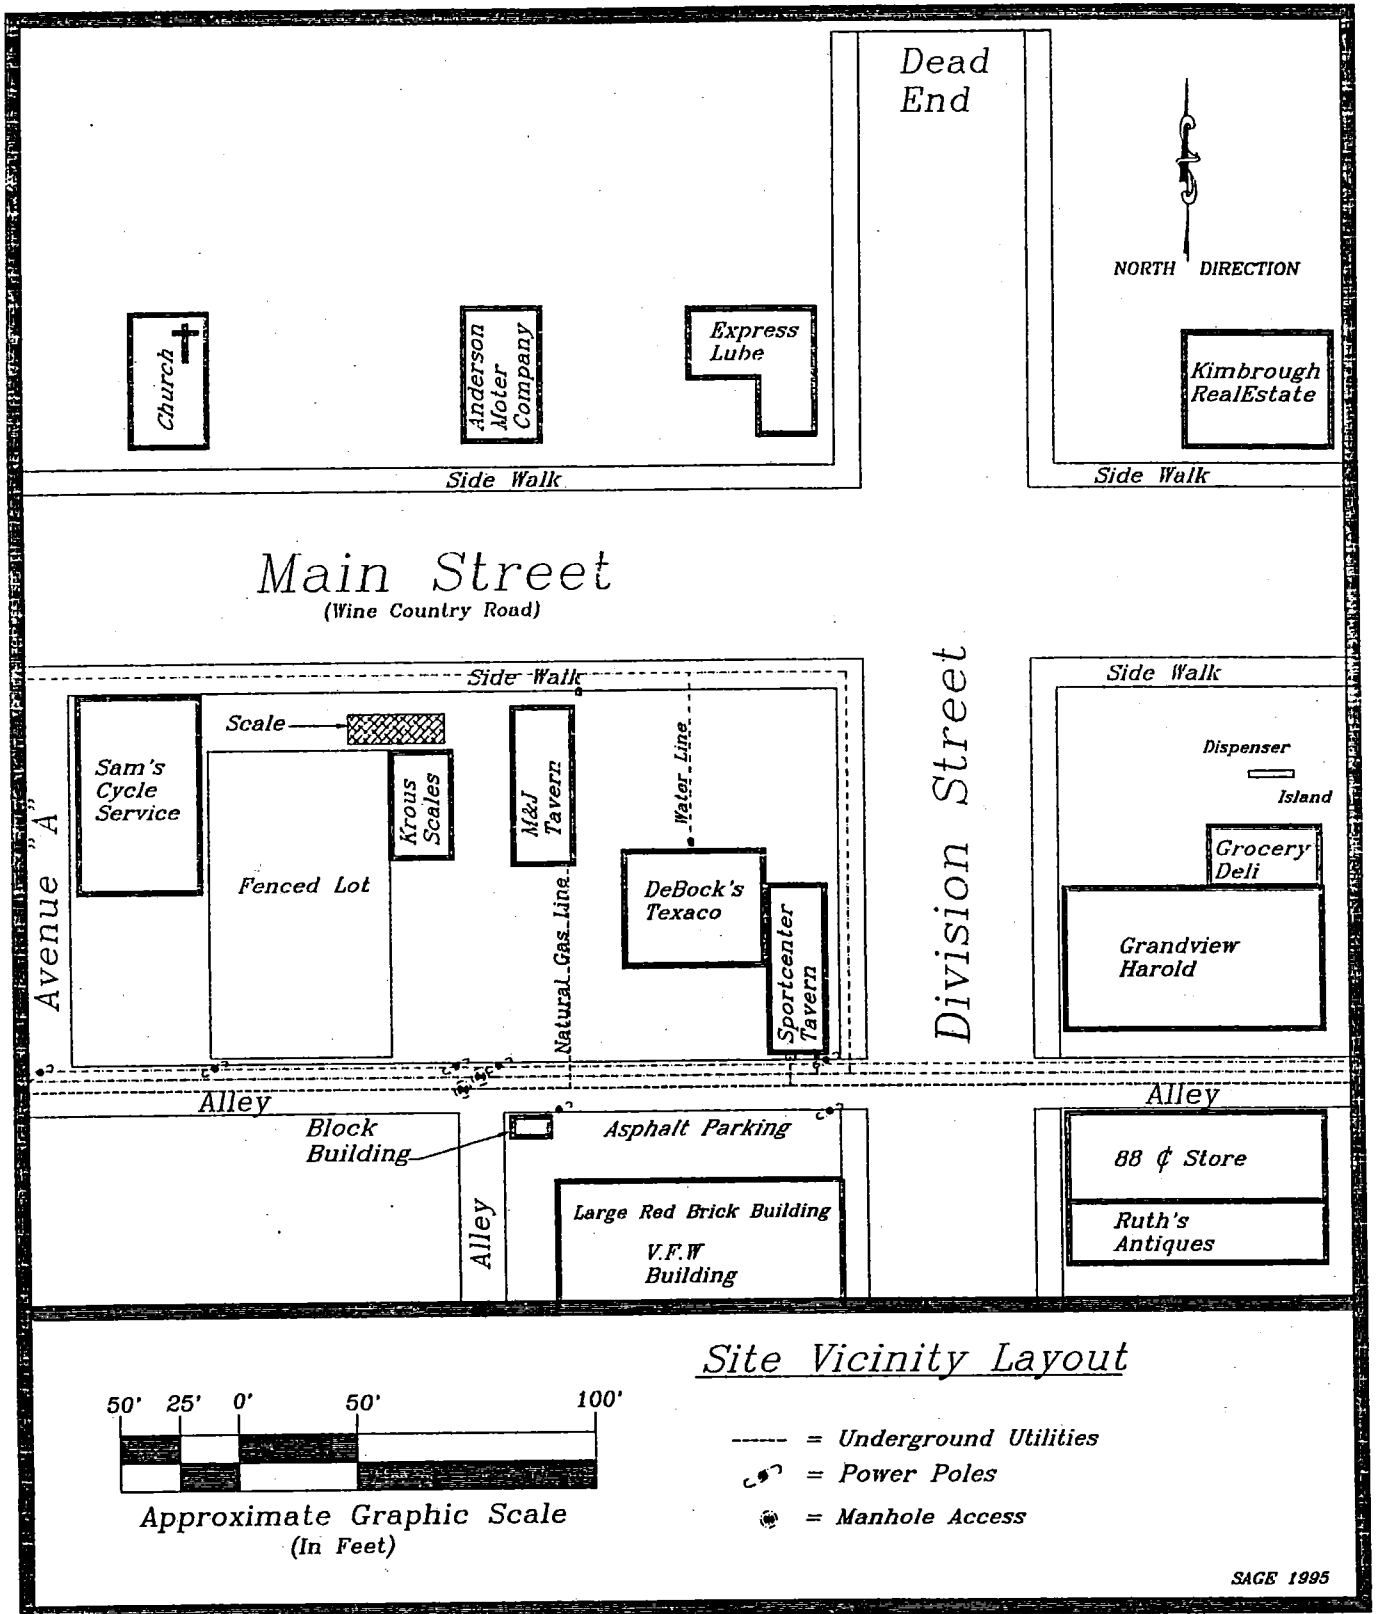 Dead
End
NORTH DIRECTION
Church
Anderson
Moter
Company
Express
Lube
Kimbrough
RealEstate
Side Walk
Side Walk
Main Street
(Wine Country Road)
Side Walk
Side Walk
Scale
Sam's
Cycle
Service
Krous
Scales
M&J
Tavern
Water Line
Division Street
Dispenser
Island
Grocery
Deli
Avenue "A"
Fenced Lot
Natural Gas Line
DeBock's
Texaco
Sportcenter
Tavern
Grandview
Harold
Alley
Alley
Block
Building
Asphalt Parking
Alley
Large Red Brick Building
V.F.W
Building
88 ¢ Store
Ruth's
Antiques
Site Vicinity Layout
50' 25' 0' 50' 100'
Approximate Graphic Scale
(In Feet)
= Underground Utilities
= Power Poles
= Manhole Access
SAGE 1995